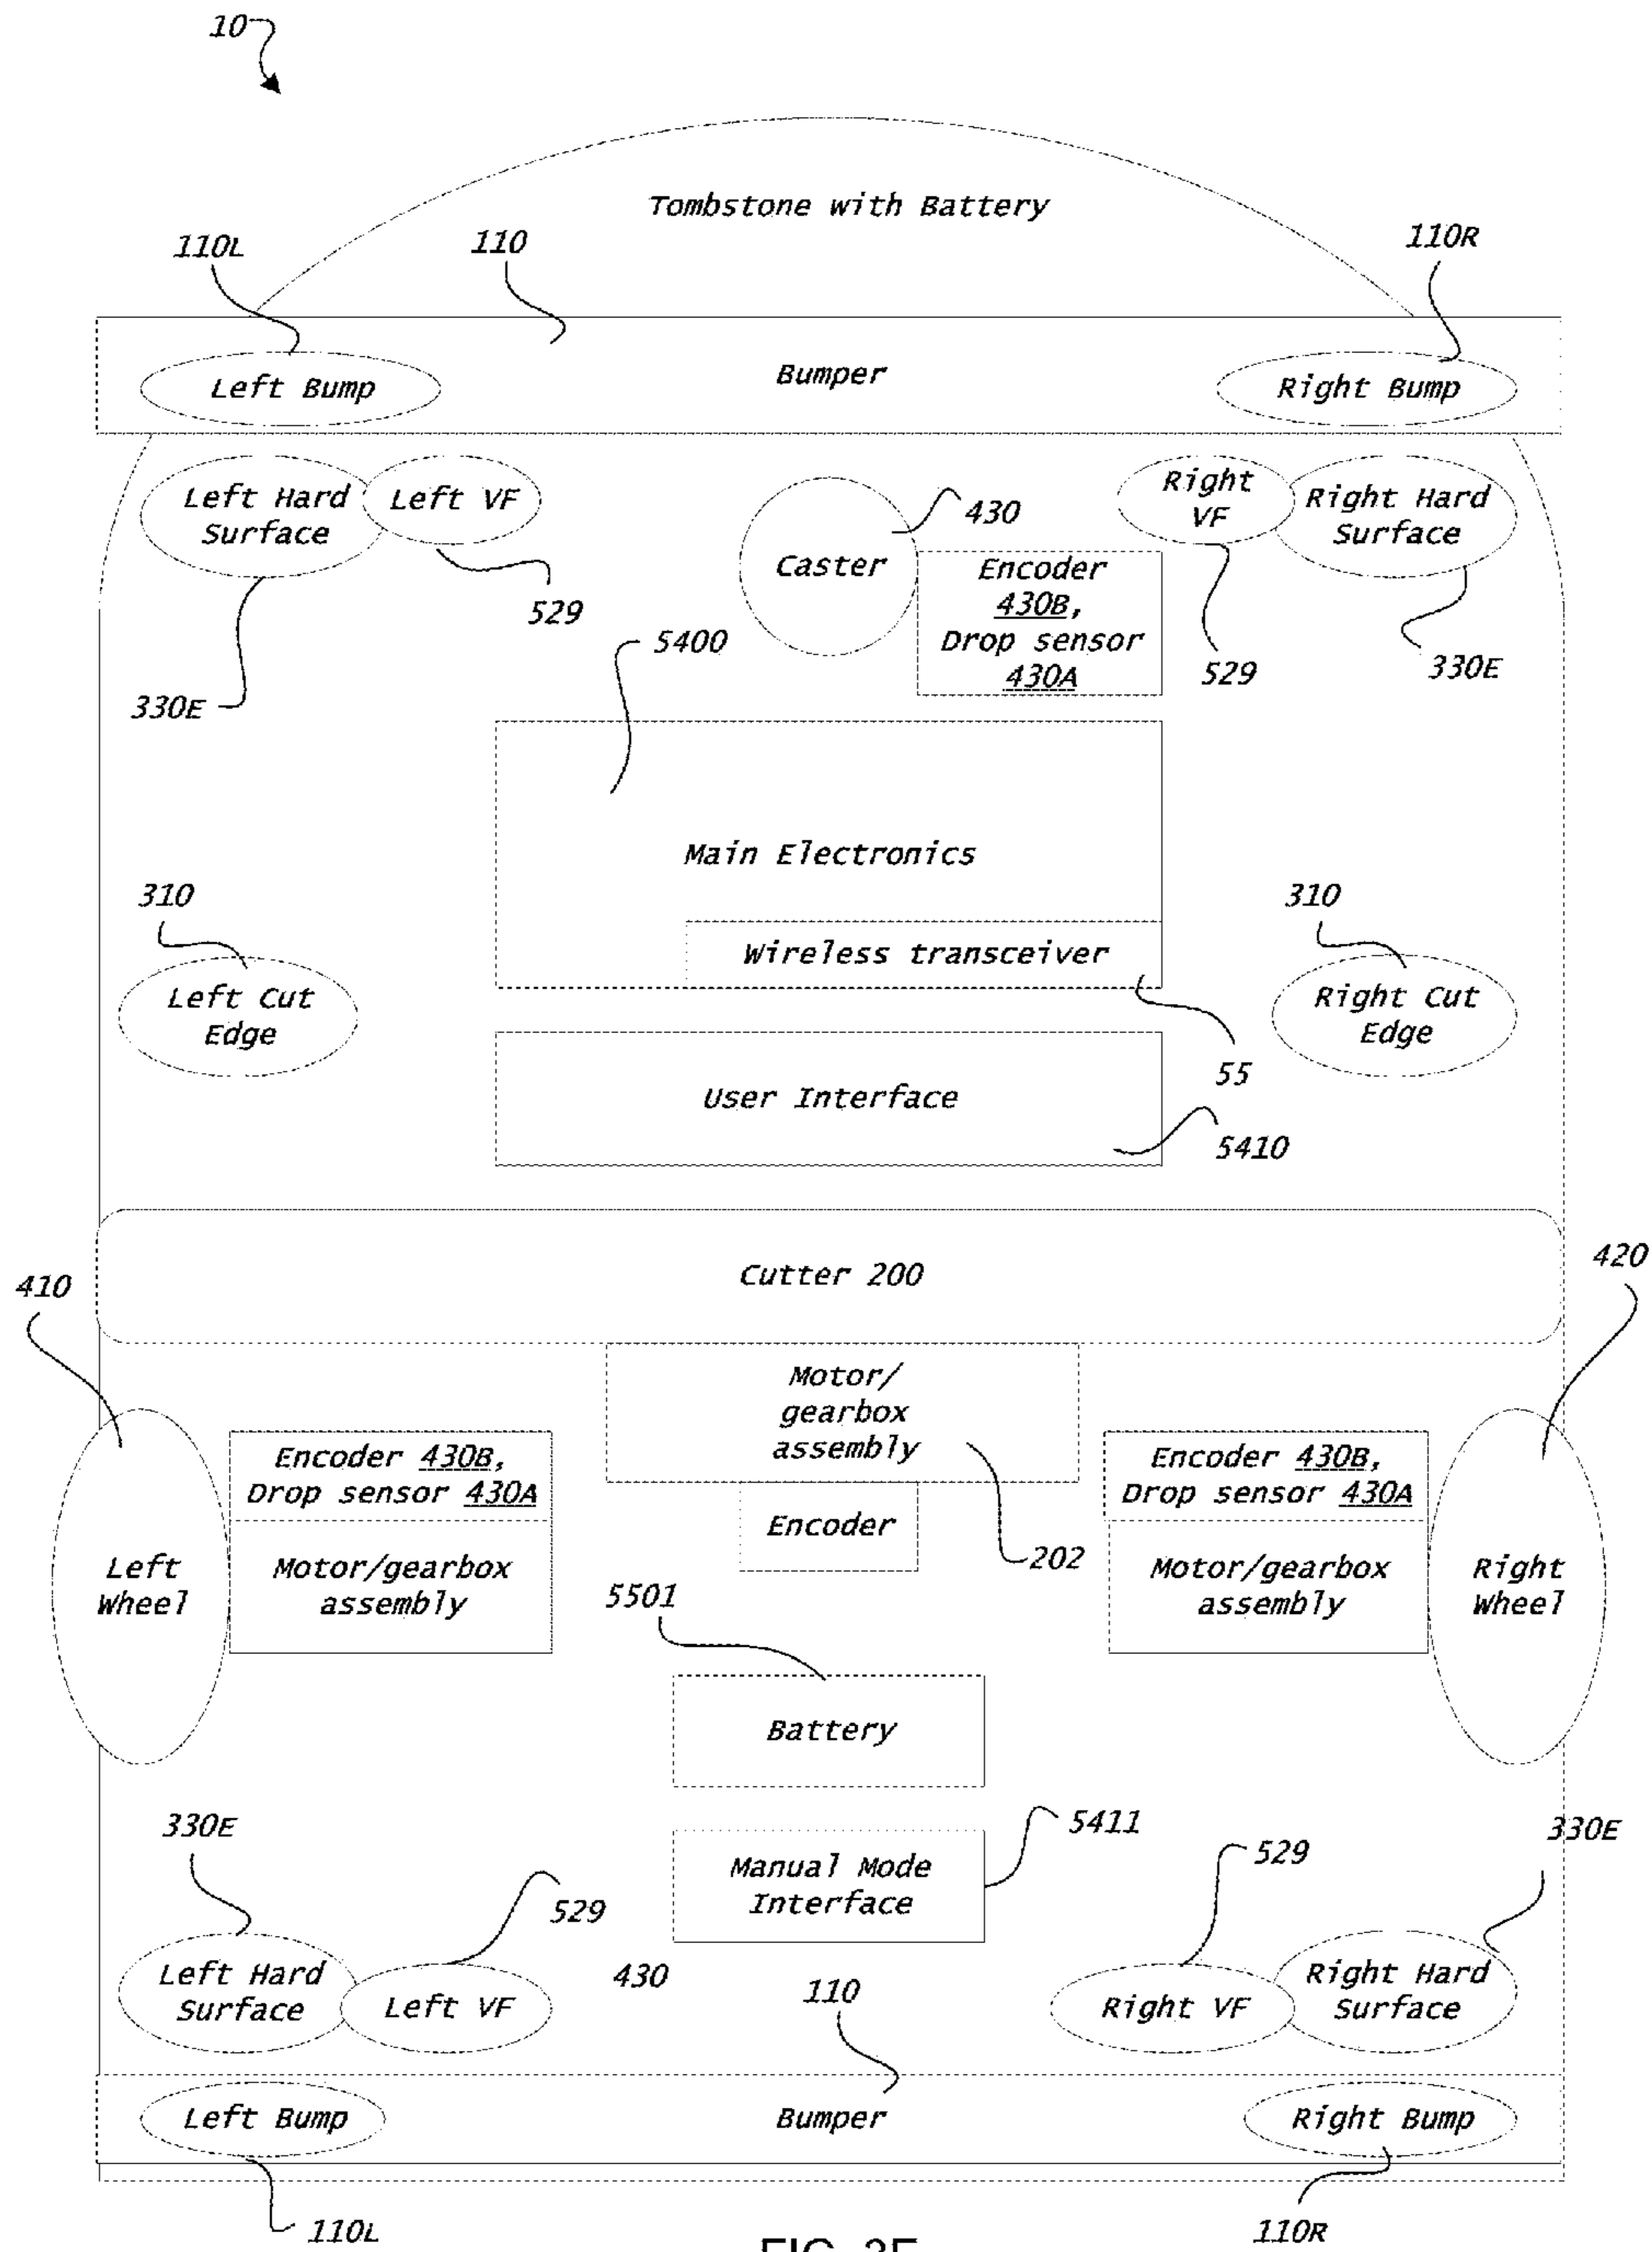 10
Tombstone with Battery
110L
110
110R
Left Bump
Bumper
Right Bump
Left Hard
Surface
Left VF
Caster
430
Right
VF
Right Hard
Surface
Encoder
430B,
Drop sensor
430A
529
5400
529
330E
330E
Main Electronics
310
310
Wireless transceiver
Left Cut
Edge
Right Cut
Edge
55
User Interface
5410
Cutter 200
410
420
Motor/
gearbox
assembly
Encoder 430B,
Drop sensor 430A
Encoder 430B,
Drop sensor 430A
Encoder
202
Left
Wheel
Motor/gearbox
assembly
Motor/gearbox
assembly
Right
Wheel
5501
Battery
330E
5411
330E
Manual Mode
Interface
529
529
Left Hard
Surface
Left VF
430
110
Right VF
Right Hard
Surface
Left Bump
Bumper
Right Bump
110L
110R